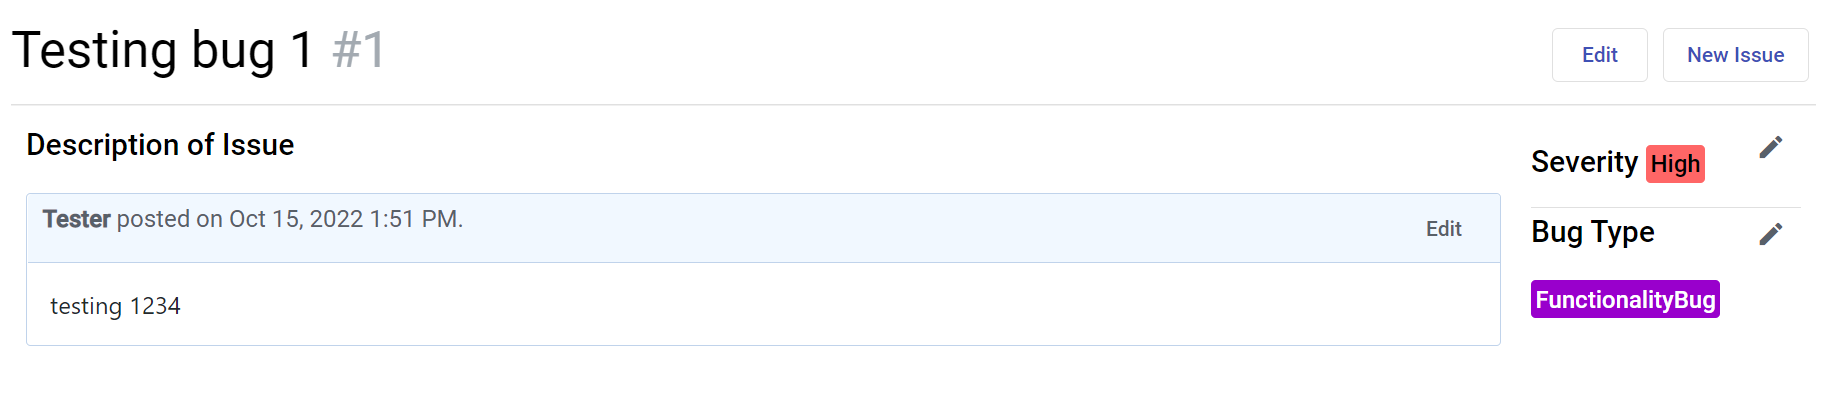 Testing bug 1 #1
Edit
New Issue
Description of Issue
Tester posted on Oct 15, 2022 1:51 PM.
Edit
testing 1234
Severity High
Bug Type
FunctionalityBug